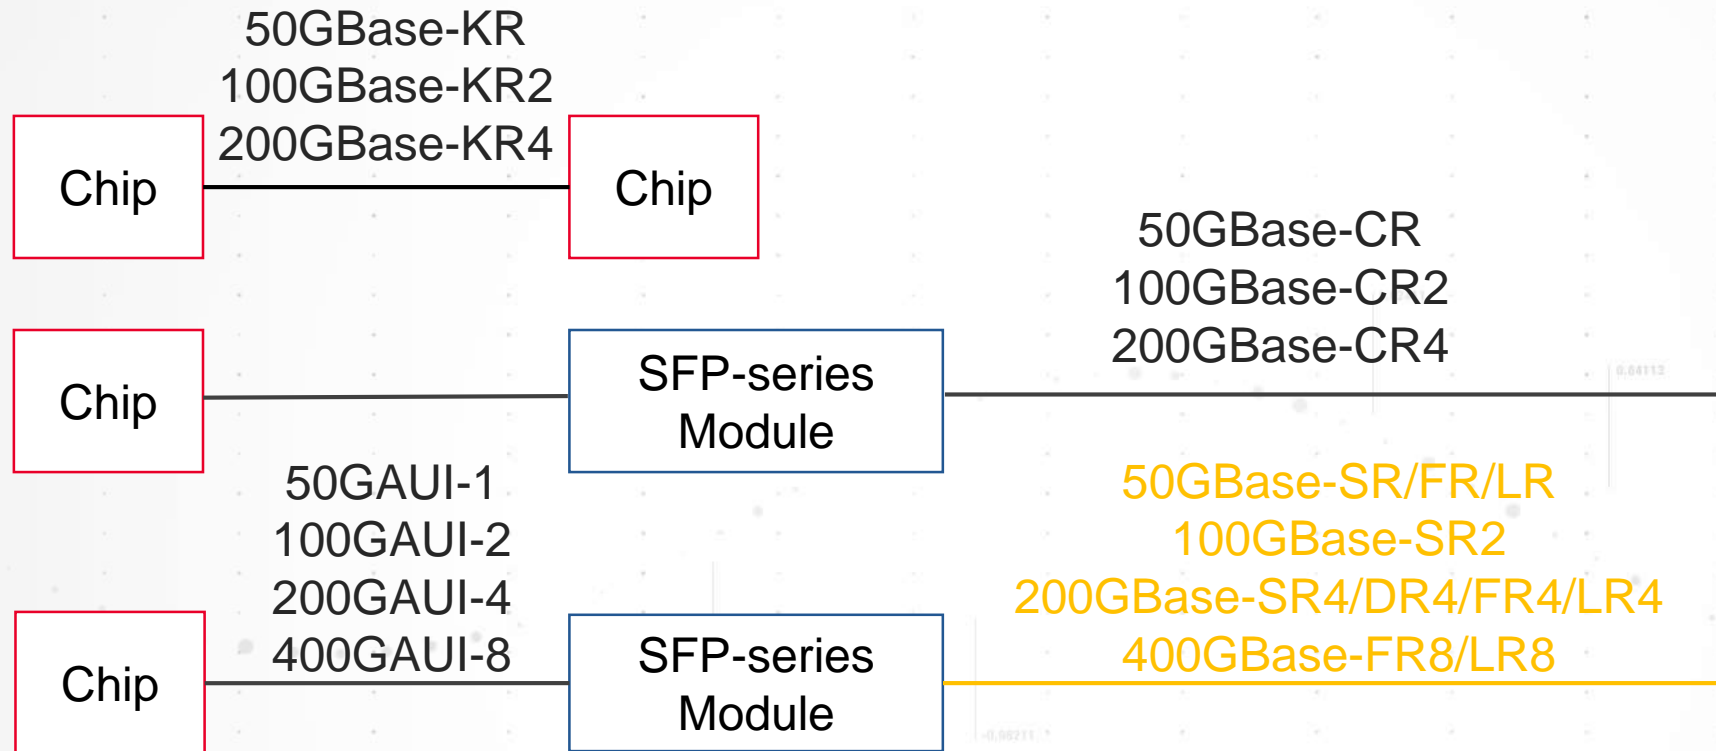 50GBase-KR
100GBase-KR2
200GBase-KR4
Chip
Chip
50GBase-CR
100GBase-CR2
200GBase-CR4
Chip
SFP-series
Module
0.64113
50GAUI-1
100GAUI-2
200GAUI-4
400GAUI-8
50GBase-SR/FR/LR
100GBase-SR2
200GBase-SR4/DR4/FR4/LR4
400GBase-FR8/LR8
Chip
SFP-series
Module